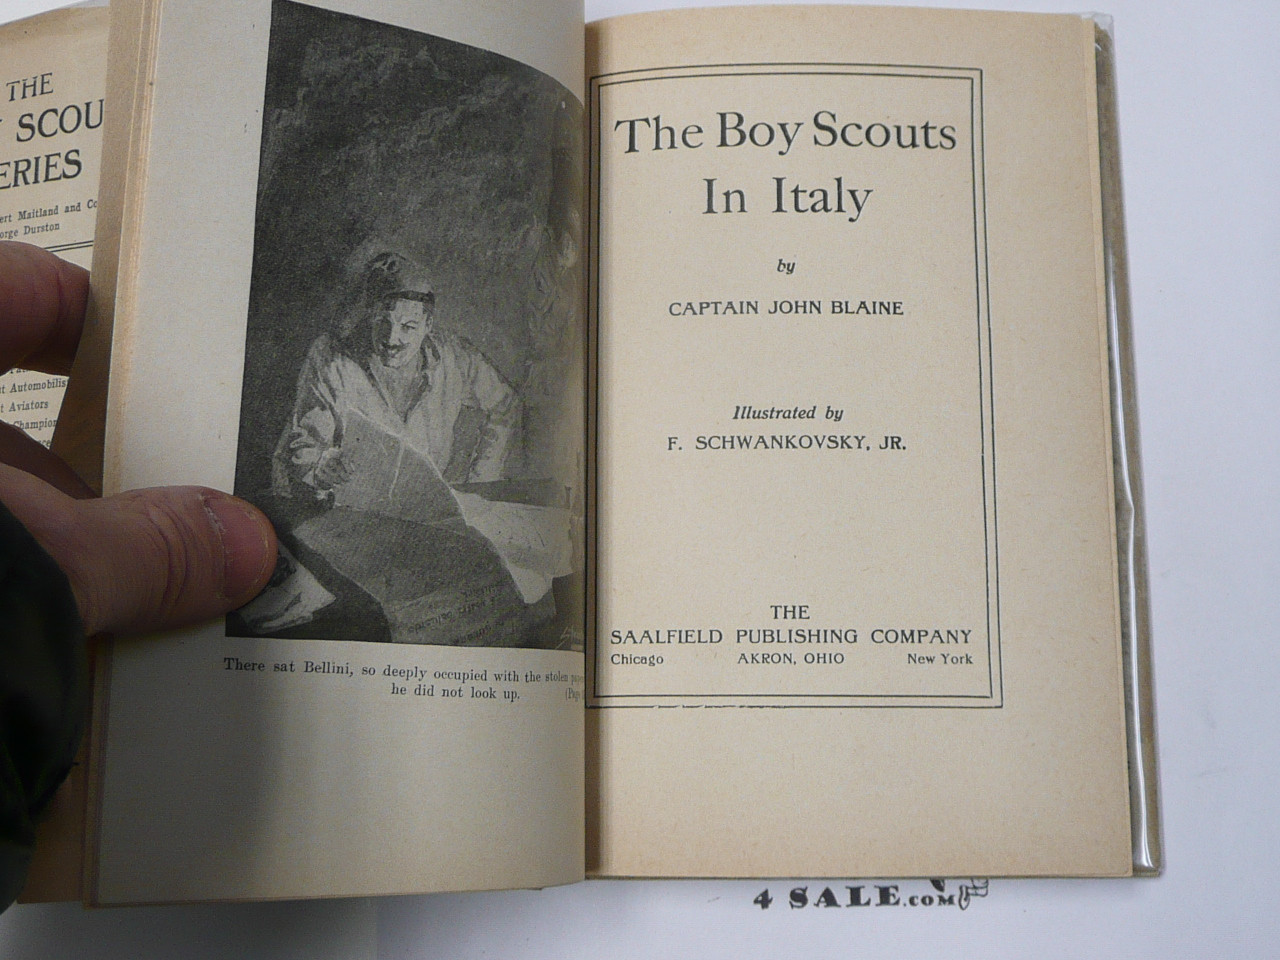 THE
SCOU
ERIES
ert Maitland and Co
orge Durston
t Automobilis
t Aviators
Champion
There sat Bellini, so deeply occupied with the stolen
he did not look up.
The Boy Scouts
In Italy
by
CAPTAIN JOHN BLAINE
Illustrated by
F. SCHWANKOVSKY, JR.
THE
SAALFIELD PUBLISHING COMPANY
Chicago AKRON, OHIO New York
4 SALE.COM